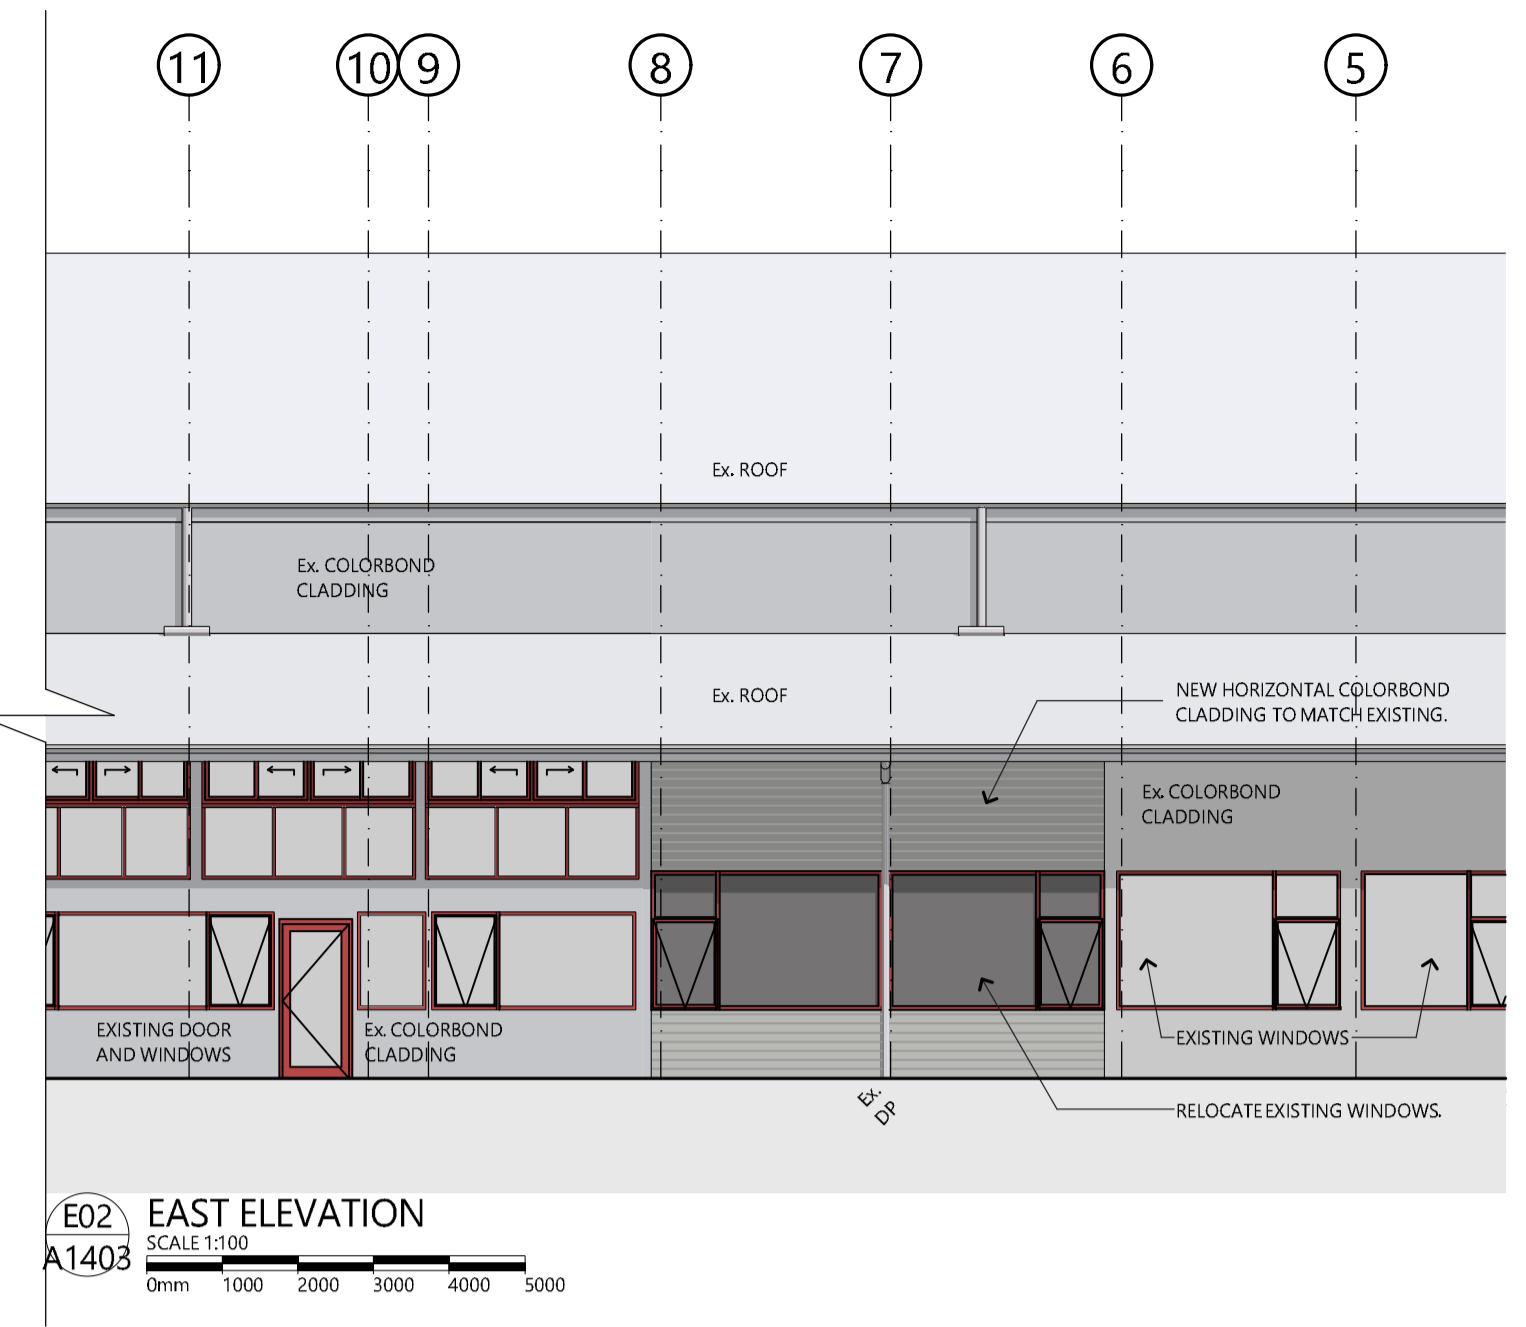 11 10 9 8 7 6 5
Ex. ROOF
Ex. COLORBOND
CLADDING
Ex. ROOF
NEW HORIZONTAL COLORBOND
CLADDING TO MATCH EXISTING.
Ex. COLORBOND
CLADDING
EXISTING DOOR
AND WINDOWS
Ex. COLORBOND
CLADDING
EXISTING WINDOWS
Ex.
DP
RELOCATE EXISTING WINDOWS.
E02
A1403
EAST ELEVATION
SCALE 1:100
0mm 1000 2000 3000 4000 5000